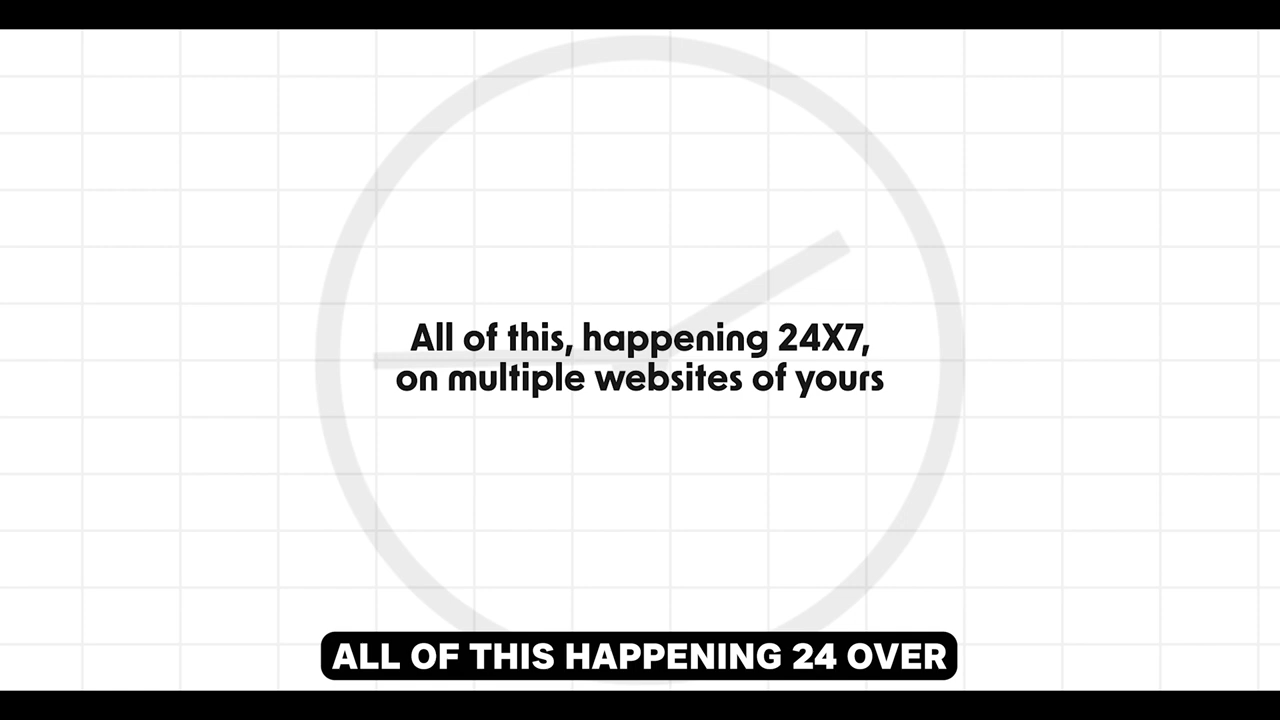 All of this, happening 24X7,
on multiple websites of yours
ALL OF THIS HAPPENING 24 OVER